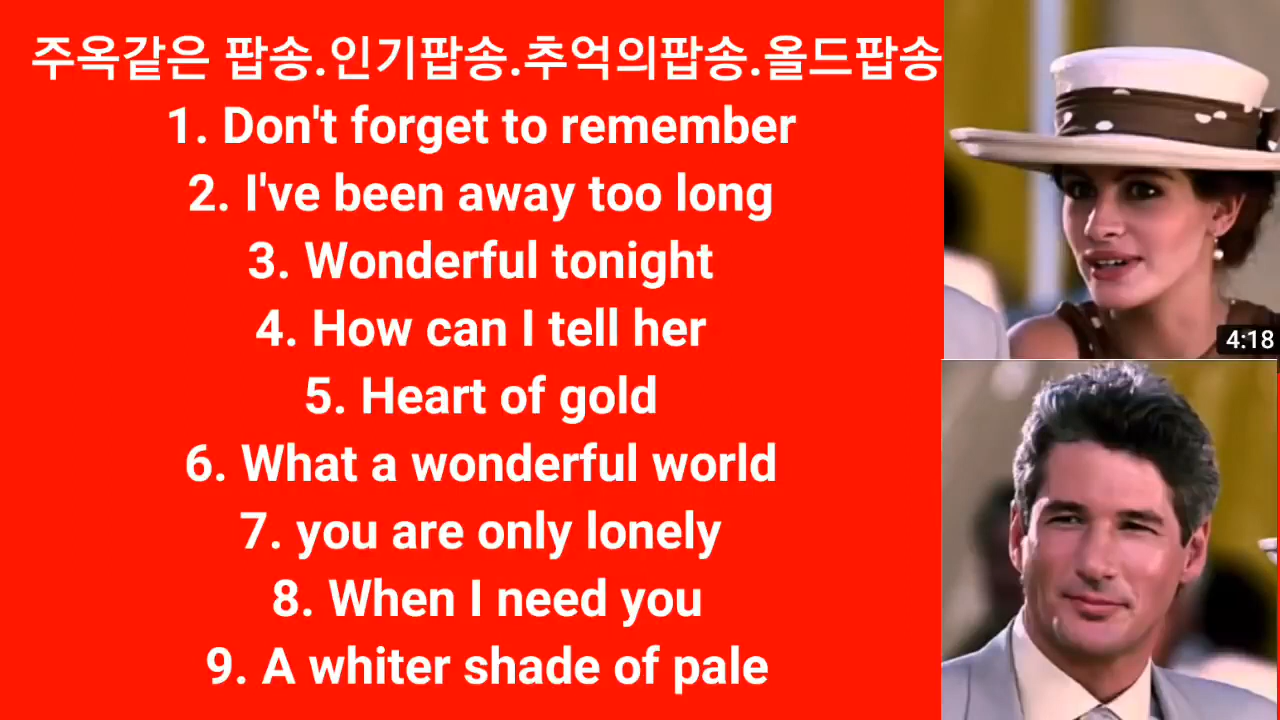 주옥같은 팝송.인기팝송.추억의팝송.올드팝송
1. Don't forget to remember
2. I've been away too long
3. Wonderful tonight
4. How can I tell her
5. Heart of gold
6. What a wonderful world
7. you are only lonely
8. When I need you
9. A whiter shade of pale
4:18